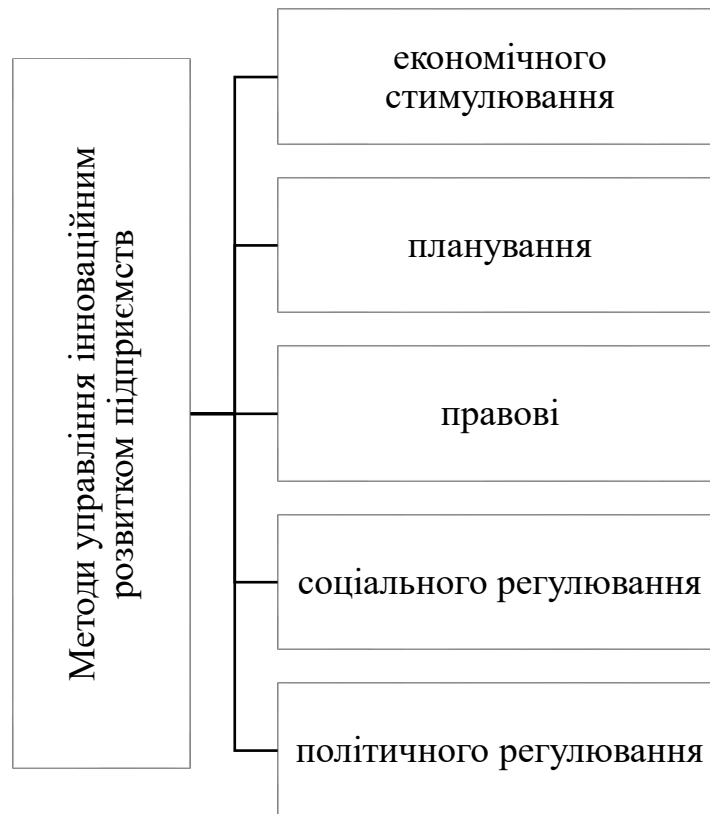 Методи управління інноваційним
розвитком підприємств
економічного
стимулювання
планування
правові
соціального регулювання
політичного регулювання